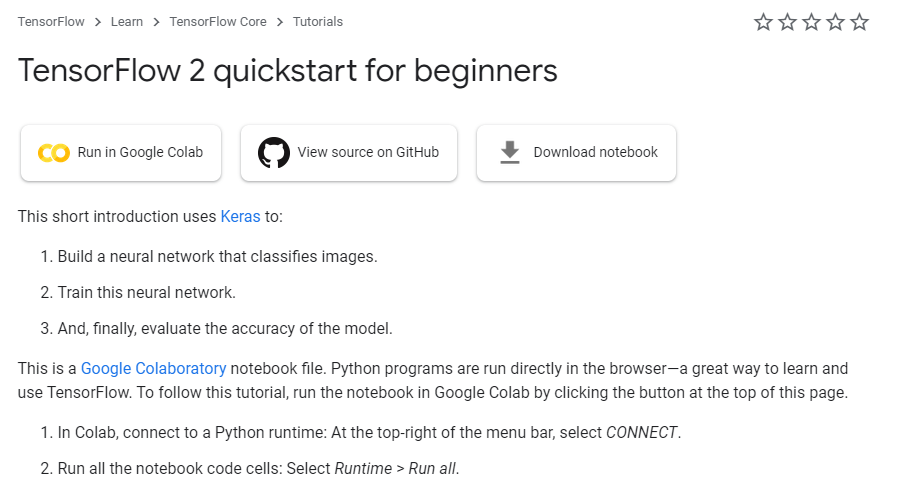 TensorFlow > Learn > TensorFlow Core > Tutorials
TensorFlow 2 quickstart for beginners
Run in Google Colab View source on GitHub Download notebook
This short introduction uses Keras to:
1. Build a neural network that classifies images.
2. Train this neural network.
3. And, finally, evaluate the accuracy of the model.
This is a Google Colaboratory notebook file. Python programs are run directly in the browser—a great way to learn and
use TensorFlow. To follow this tutorial, run the notebook in Google Colab by clicking the button at the top of this page.
1. In Colab, connect to a Python runtime: At the top-right of the menu bar, select CONNECT.
2. Run all the notebook code cells: Select Runtime > Run all.